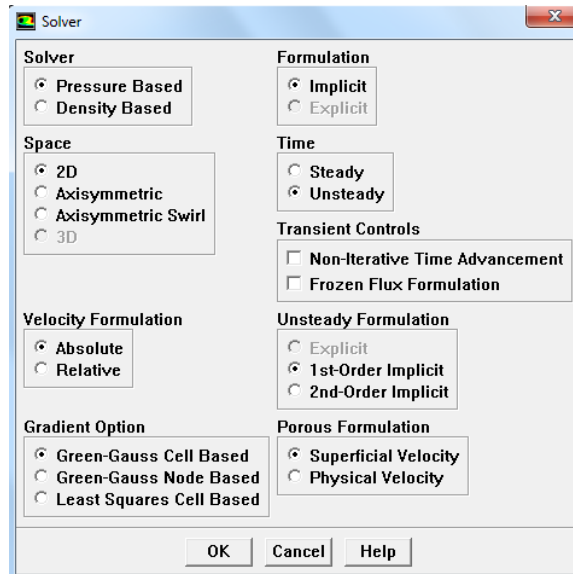 Solver
Solver
Pressure Based
Density Based
Formulation
Implicit
Explicit
Space
2D
Axisymmetric
Axisymmetric Swirl
3D
Time
Steady
Unsteady
Transient Controls
Non-Iterative Time Advancement
Frozen Flux Formulation
Velocity Formulation
Absolute
Relative
Unsteady Formulation
Explicit
1st-Order Implicit
2nd-Order Implicit
Gradient Option
Green-Gauss Cell Based
Green-Gauss Node Based
Least Squares Cell Based
Porous Formulation
Superficial Velocity
Physical Velocity
OK Cancel Help